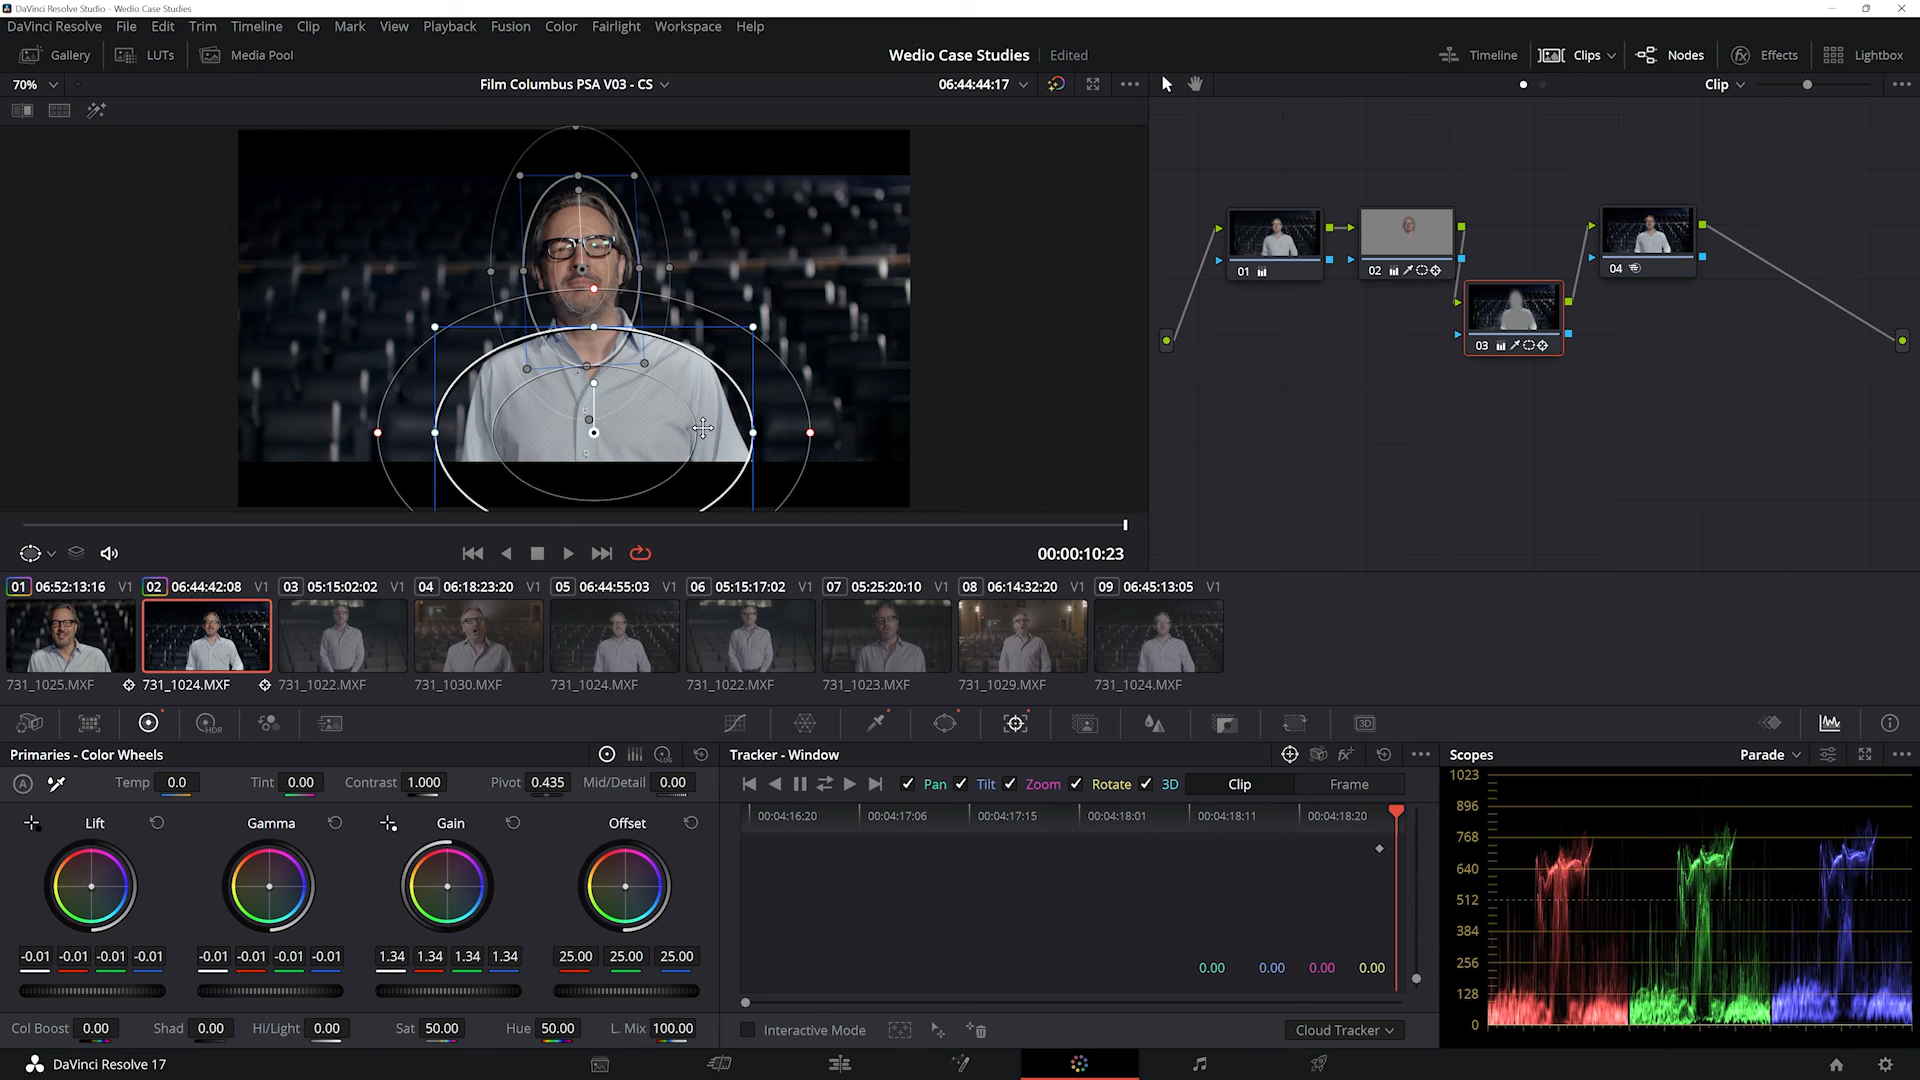 DaVinci Resolve Studio - Wedio Case Studies
DaVinci Resolve File Edit Trim Timeline Clip Mark View Playback Fusion Color Fairlight Workspace Help
Gallery LUTs Media Pool Wedio Case Studies Edited Timeline Clips Nodes Effects Lightbox
70% Film Columbus PSA V03 - CS 06:44:44:17 Clip
01 02 04
03
00:00:10:23
01 06:52:13:16 V1 02 06:44:42:08 V1 03 05:15:02:02 V1 04 06:18:23:20 V1 05 06:44:55:03 V1 06 05:15:17:02 V1 07 05:25:20:10 V1 08 06:14:32:20 V1 09 06:45:13:05 V1
731_1025.MXF 731_1024.MXF 731_1022.MXF 731_1030.MXF 731_1024.MXF 731_1022.MXF 731_1023.MXF 731_1029.MXF 731_1024.MXF
HDR 3D
Primaries - Color Wheels LOG Tracker - Window fx Scopes Parade
A Temp 0.0 Tint 0.00 Contrast 1.000 Pivot 0.435 Mid/Detail 0.00 Pan Tilt Zoom Rotate 3D Clip Frame
Lift Gamma Gain Offset
00:04:16:20 00:04:17:06 00:04:17:15 00:04:18:01 00:04:18:11 00:04:18:20
-0.01 -0.01 -0.01 -0.01 -0.01 -0.01 -0.01 -0.01 1.34 1.34 1.34 1.34 25.00 25.00 25.00
0.00 0.00 0.00 0.00
1023
896
768
640
512
384
256
128
0
Col Boost 0.00 Shad 0.00 Hi/Light 0.00 Sat 50.00 Hue 50.00 L. Mix 100.00 Interactive Mode Cloud Tracker
DaVinci Resolve 17